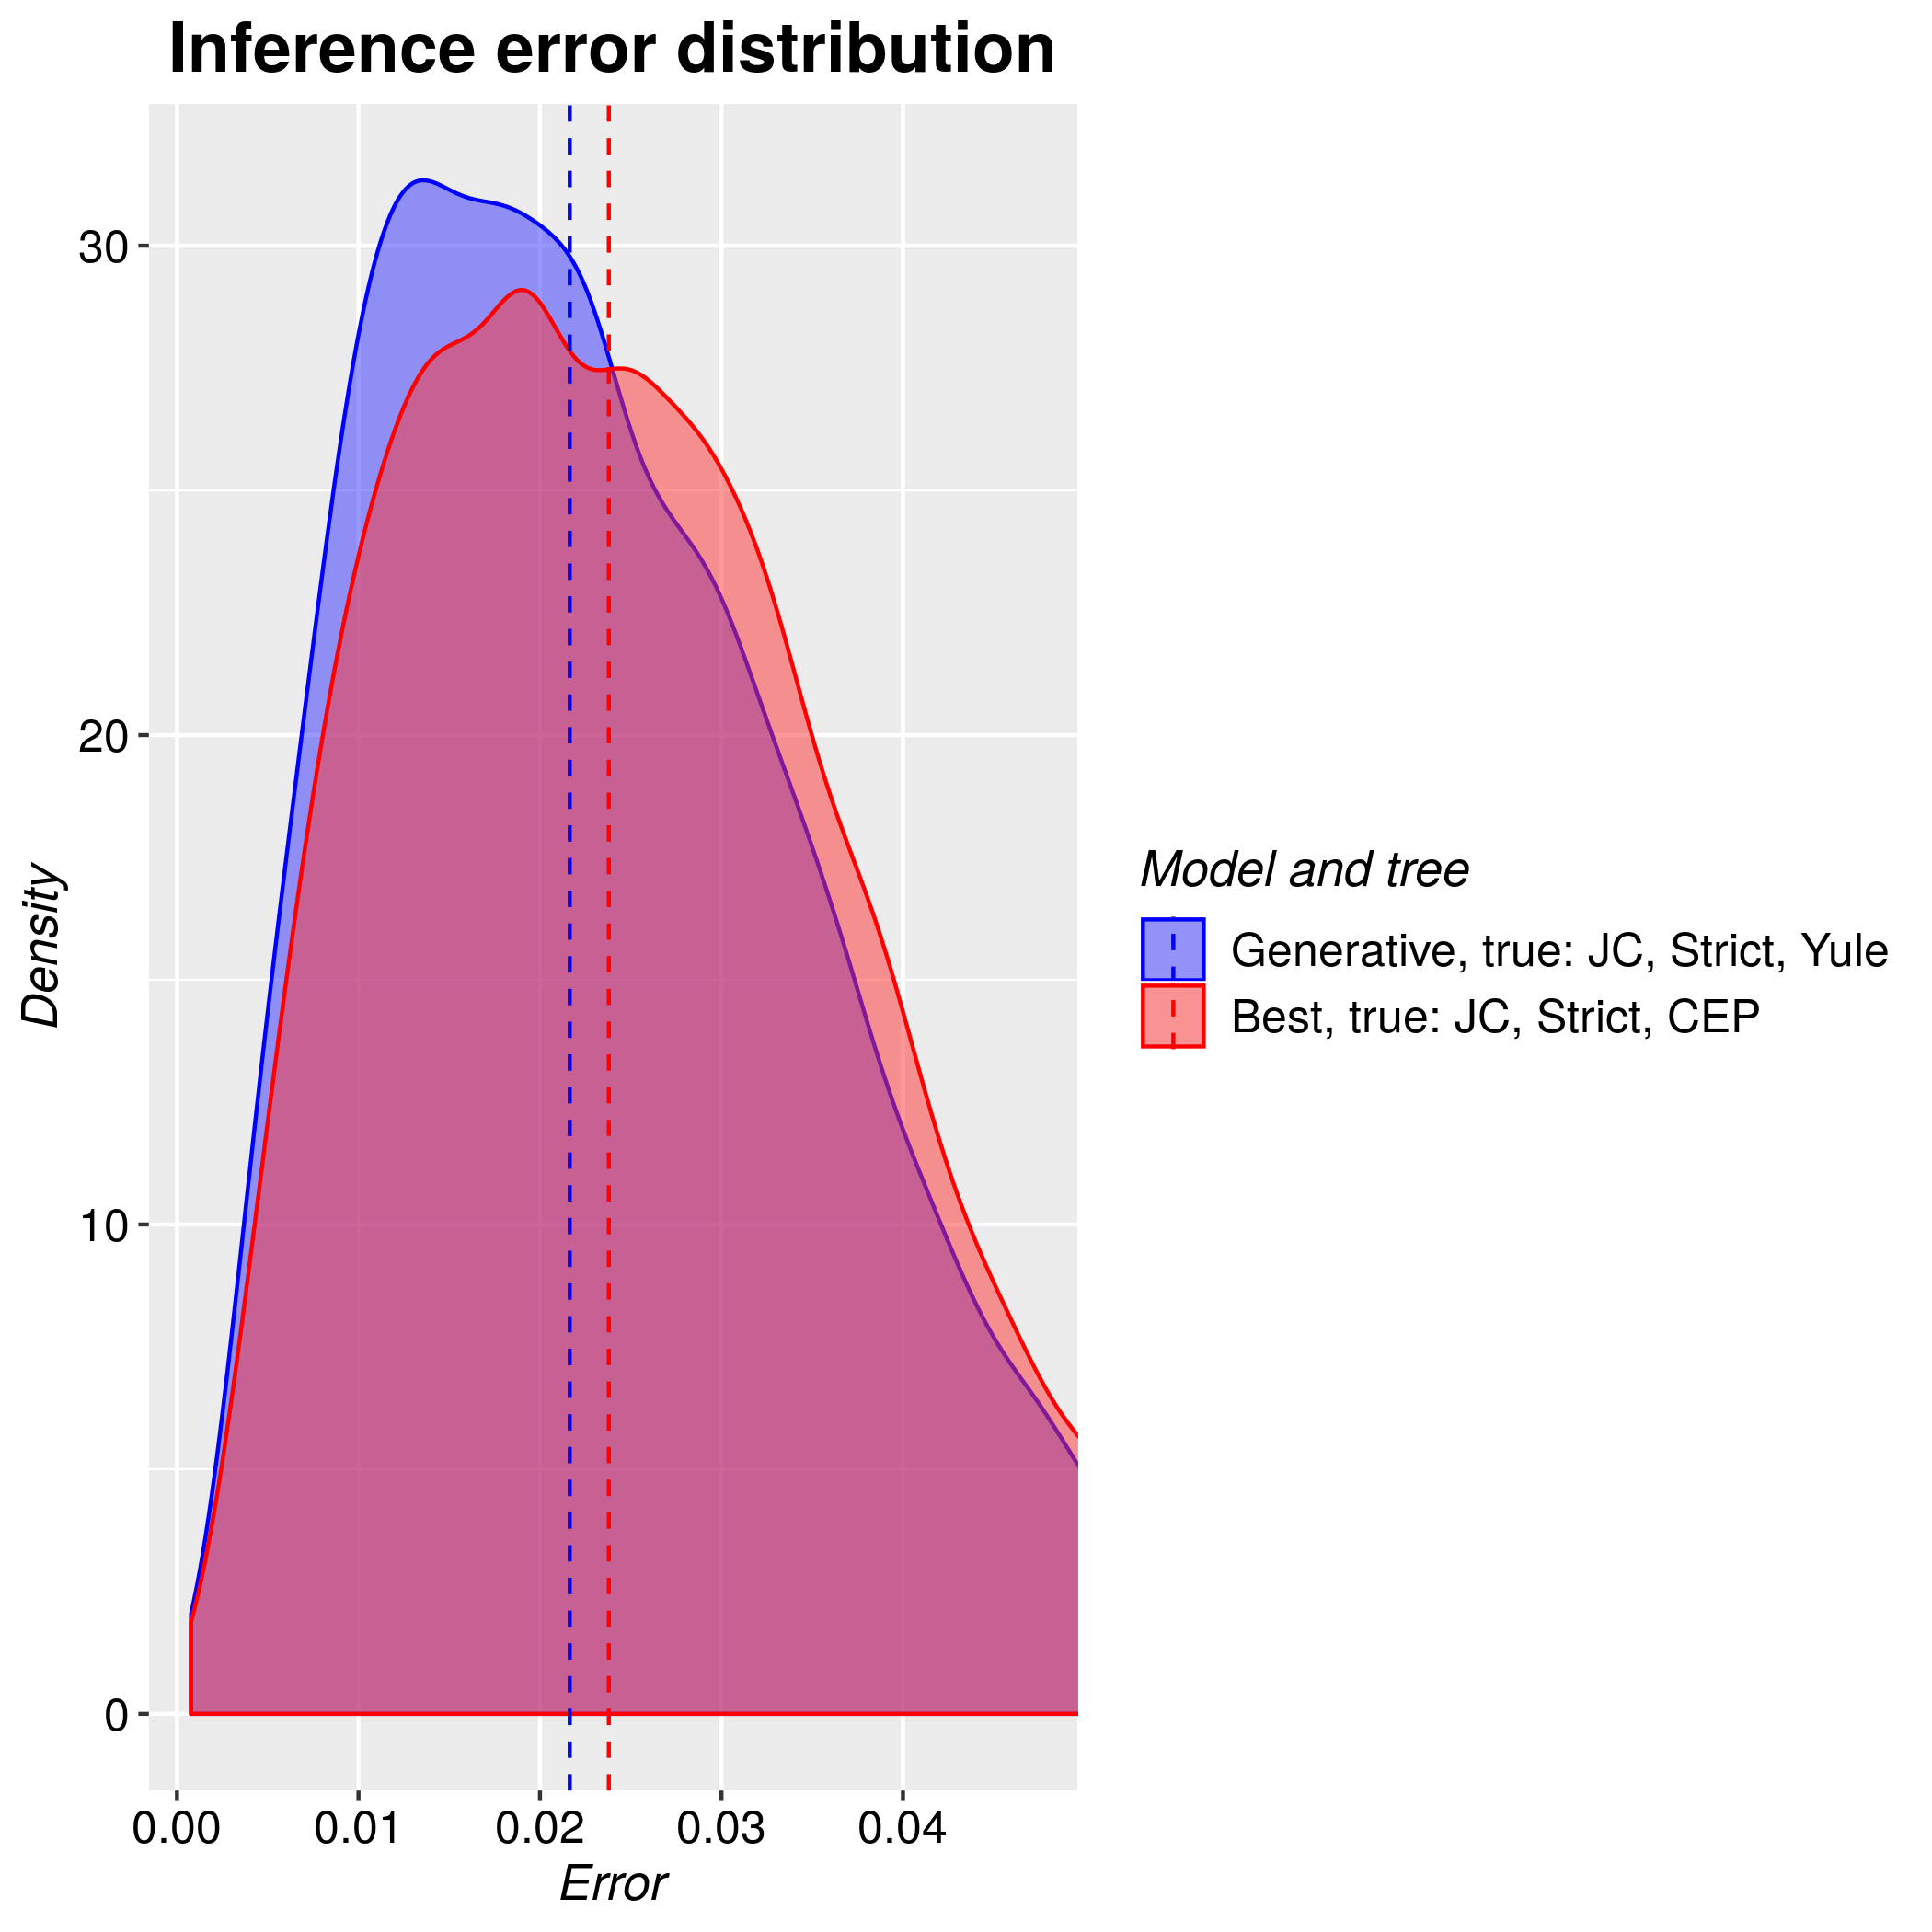 Inference error distribution
30
20
10
0
Density
0.00 0.01 0.02 0.03 0.04
Error
Model and tree
Generative, true: JC, Strict, Yule
Best, true: JC, Strict, CEP